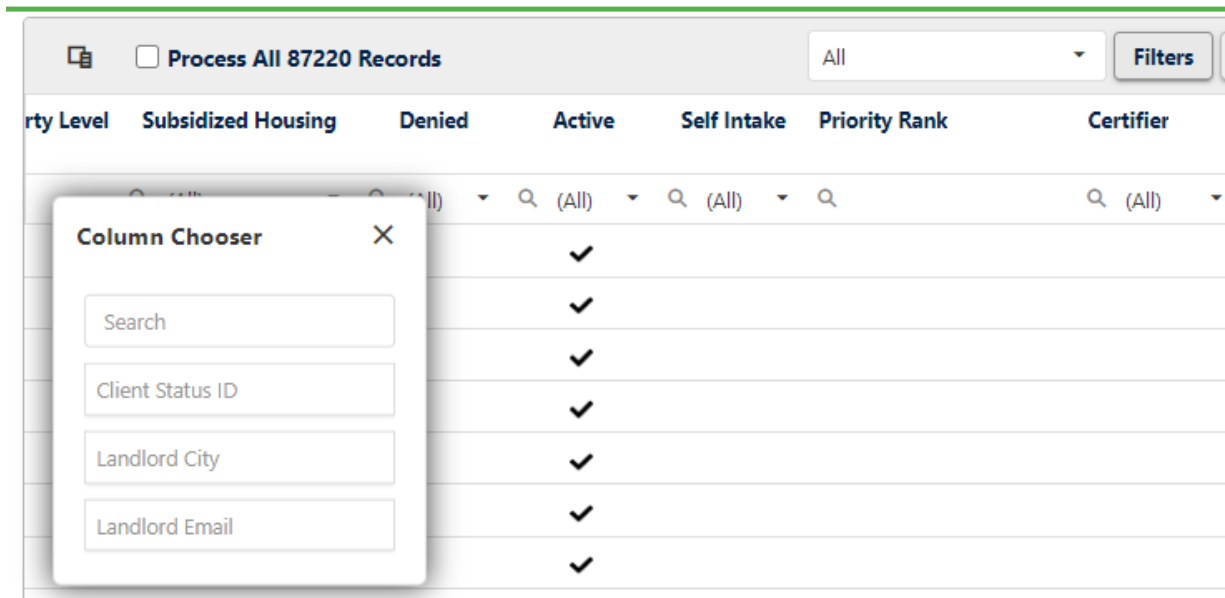 Process All 87220 Records All Filters
rty Level Subsidized Housing Denied Active Self Intake Priority Rank Certifier
(All) (All) (All) (All)
Column Chooser
Search
Client Status ID
Landlord City
Landlord Email